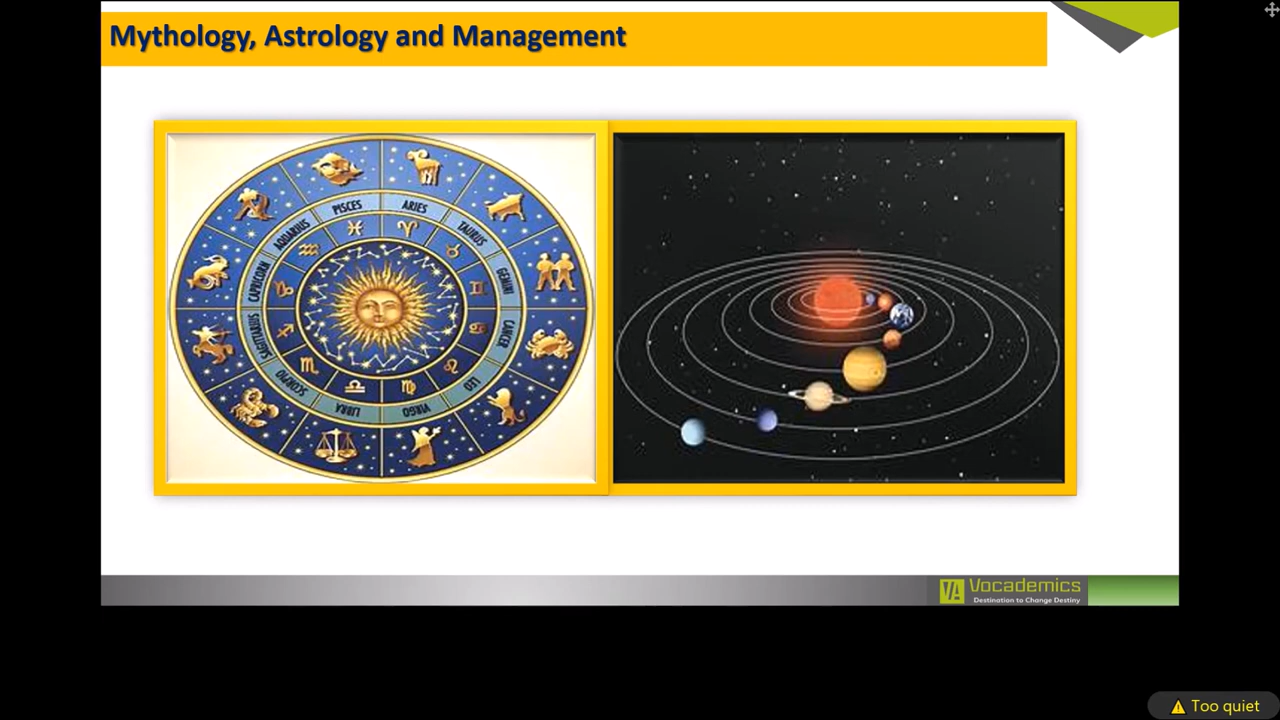 Mythology, Astrology and Management
PISCES
ARIES
AQUARIUS
TAURUS
CAPRICORN
GEMINI
SAGITTARIUS
CANCER
SCORPIO
LEO
LIBRA
VIRGO
VA Vocademics
Destination to Change Destiny
Too quiet